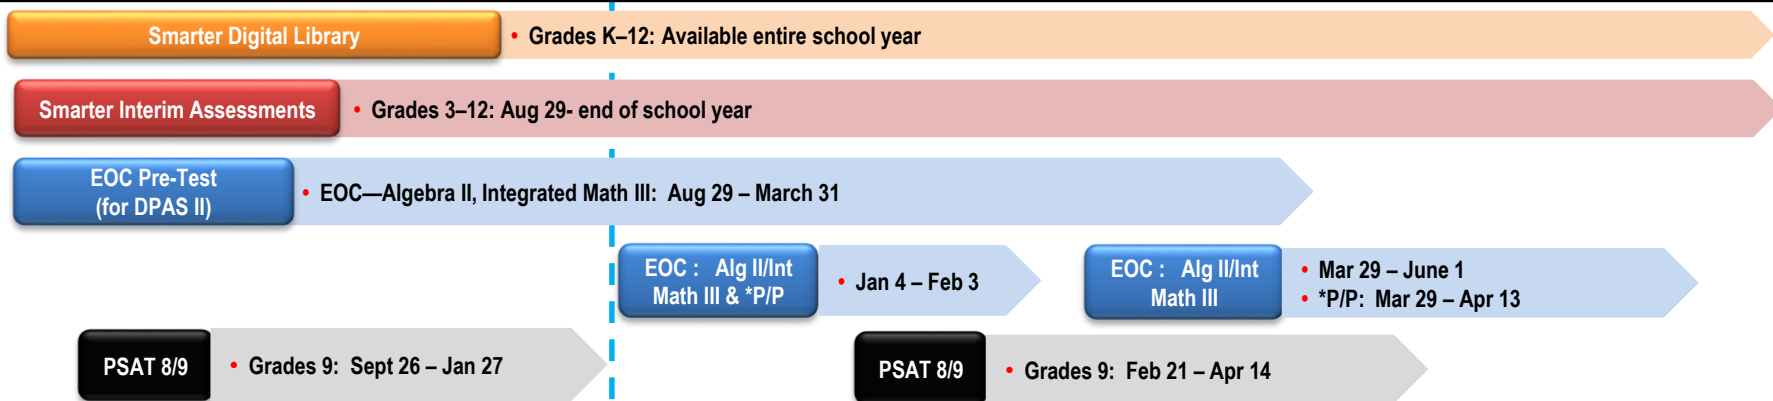 Smarter Digital Library
• Grades K–12: Available entire school year
Smarter Interim Assessments
• Grades 3–12: Aug 29- end of school year
EOC Pre-Test
(for DPAS II)
• EOC—Algebra II, Integrated Math III: Aug 29 – March 31
EOC : Alg II/Int
Math III & *P/P
• Jan 4 – Feb 3
EOC : Alg II/Int
Math III
• Mar 29 – June 1
• *P/P: Mar 29 – Apr 13
PSAT 8/9
• Grades 9: Sept 26 – Jan 27
PSAT 8/9
• Grades 9: Feb 21 – Apr 14